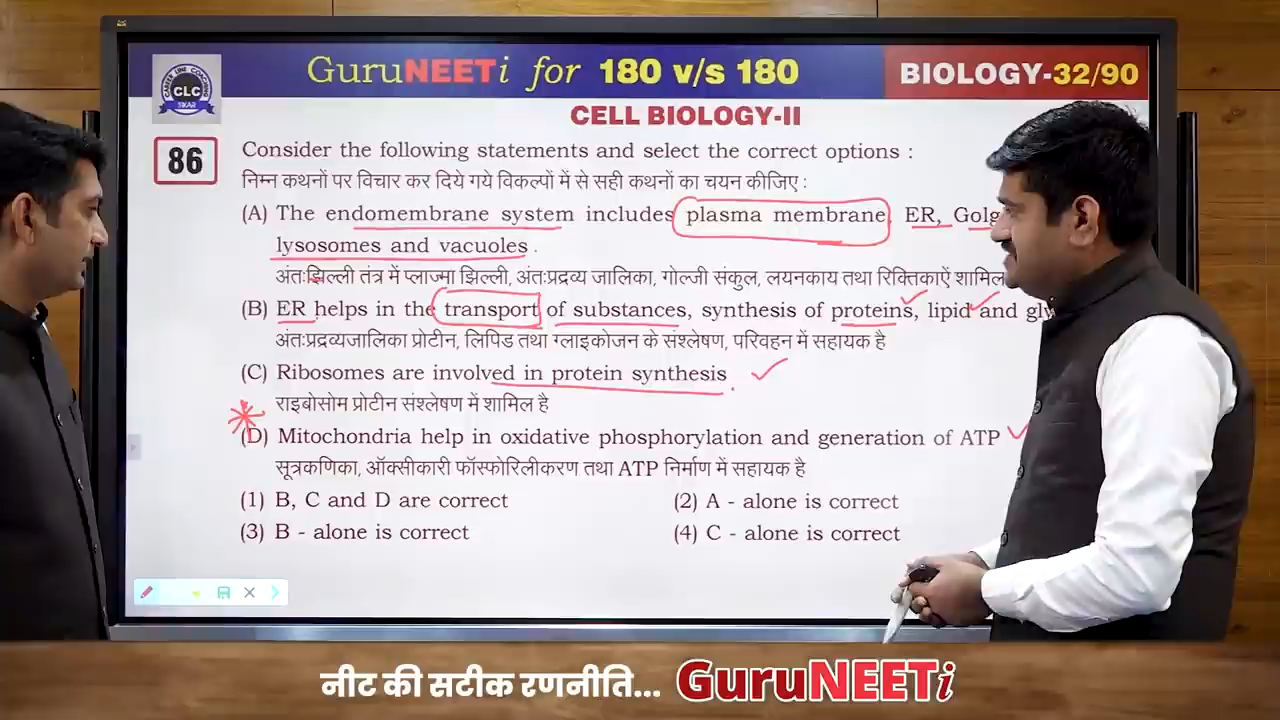 GuruNEETi for 180 v/s 180
BIOLOGY-32/90
CLC
SIKAR
CELL BIOLOGY-II
86
Consider the following statements and select the correct options :
निम्न कथनों पर विचार कर दिये गये विकल्पों में से सही कथनों का चयन कीजिए :
(A) The endomembrane system includes plasma membrane, ER,
lysosomes and vacuoles .
अंतःझिल्ली तंत्र में प्लाज्मा झिल्ली, अंतःप्रद्रव्य जालिका, गोल्जी संकुल, लयनकाय तथा रिक्तिकाएें शामिल
(B) ER helps in the transport of substances, synthesis of proteins, lipid and
अंतःप्रद्रव्यजालिका प्रोटीन, लिपिड तथा ग्लाइकोजन के संश्लेषण, परिवहन में सहायक है
(C) Ribosomes are involved in protein synthesis .
राइबोसोम प्रोटीन संश्लेषण में शामिल है
(D) Mitochondria help in oxidative phosphorylation and generation of ATP
सूत्रकणिका, ऑक्सीकारी फॉस्फोरिलीकरण तथा ATP निर्माण में सहायक है
(1) B, C and D are correct (2) A - alone is correct
(3) B - alone is correct (4) C - alone is correct
नीट की सटीक रणनीति... GuruNEETi